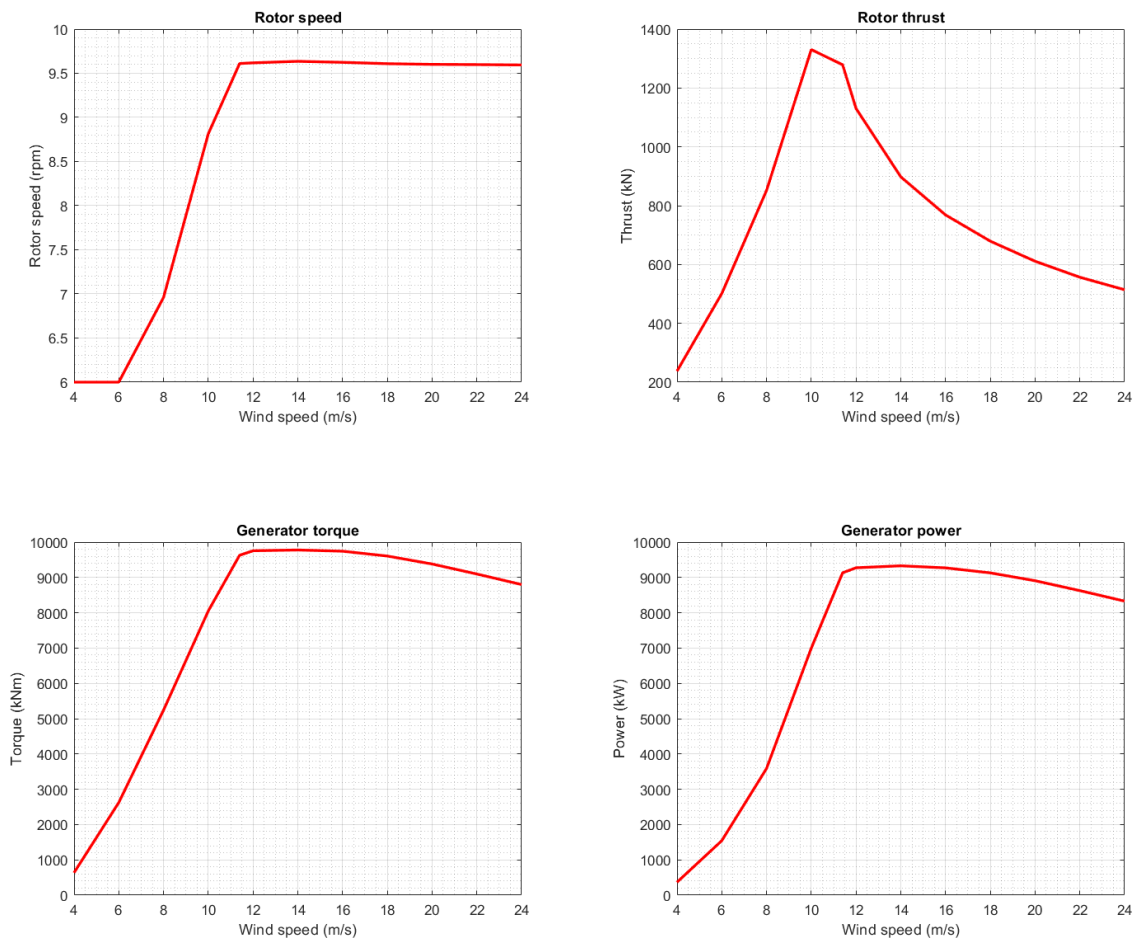 Rotor speed
10
9.5
9
8.5
8
7.5
7
6.5
6
Rotor speed (rpm)
4 6 8 10 12 14 16 18 20 22 24
Wind speed (m/s)
Rotor thrust
1400
1200
1000
800
600
400
200
Thrust (kN)
4 6 8 10 12 14 16 18 20 22 24
Wind speed (m/s)
Generator torque
10000
9000
8000
7000
6000
5000
4000
3000
2000
1000
0
Torque (kNm)
4 6 8 10 12 14 16 18 20 22 24
Wind speed (m/s)
Generator power
10000
9000
8000
7000
6000
5000
4000
3000
2000
1000
0
Power (kW)
4 6 8 10 12 14 16 18 20 22 24
Wind speed (m/s)